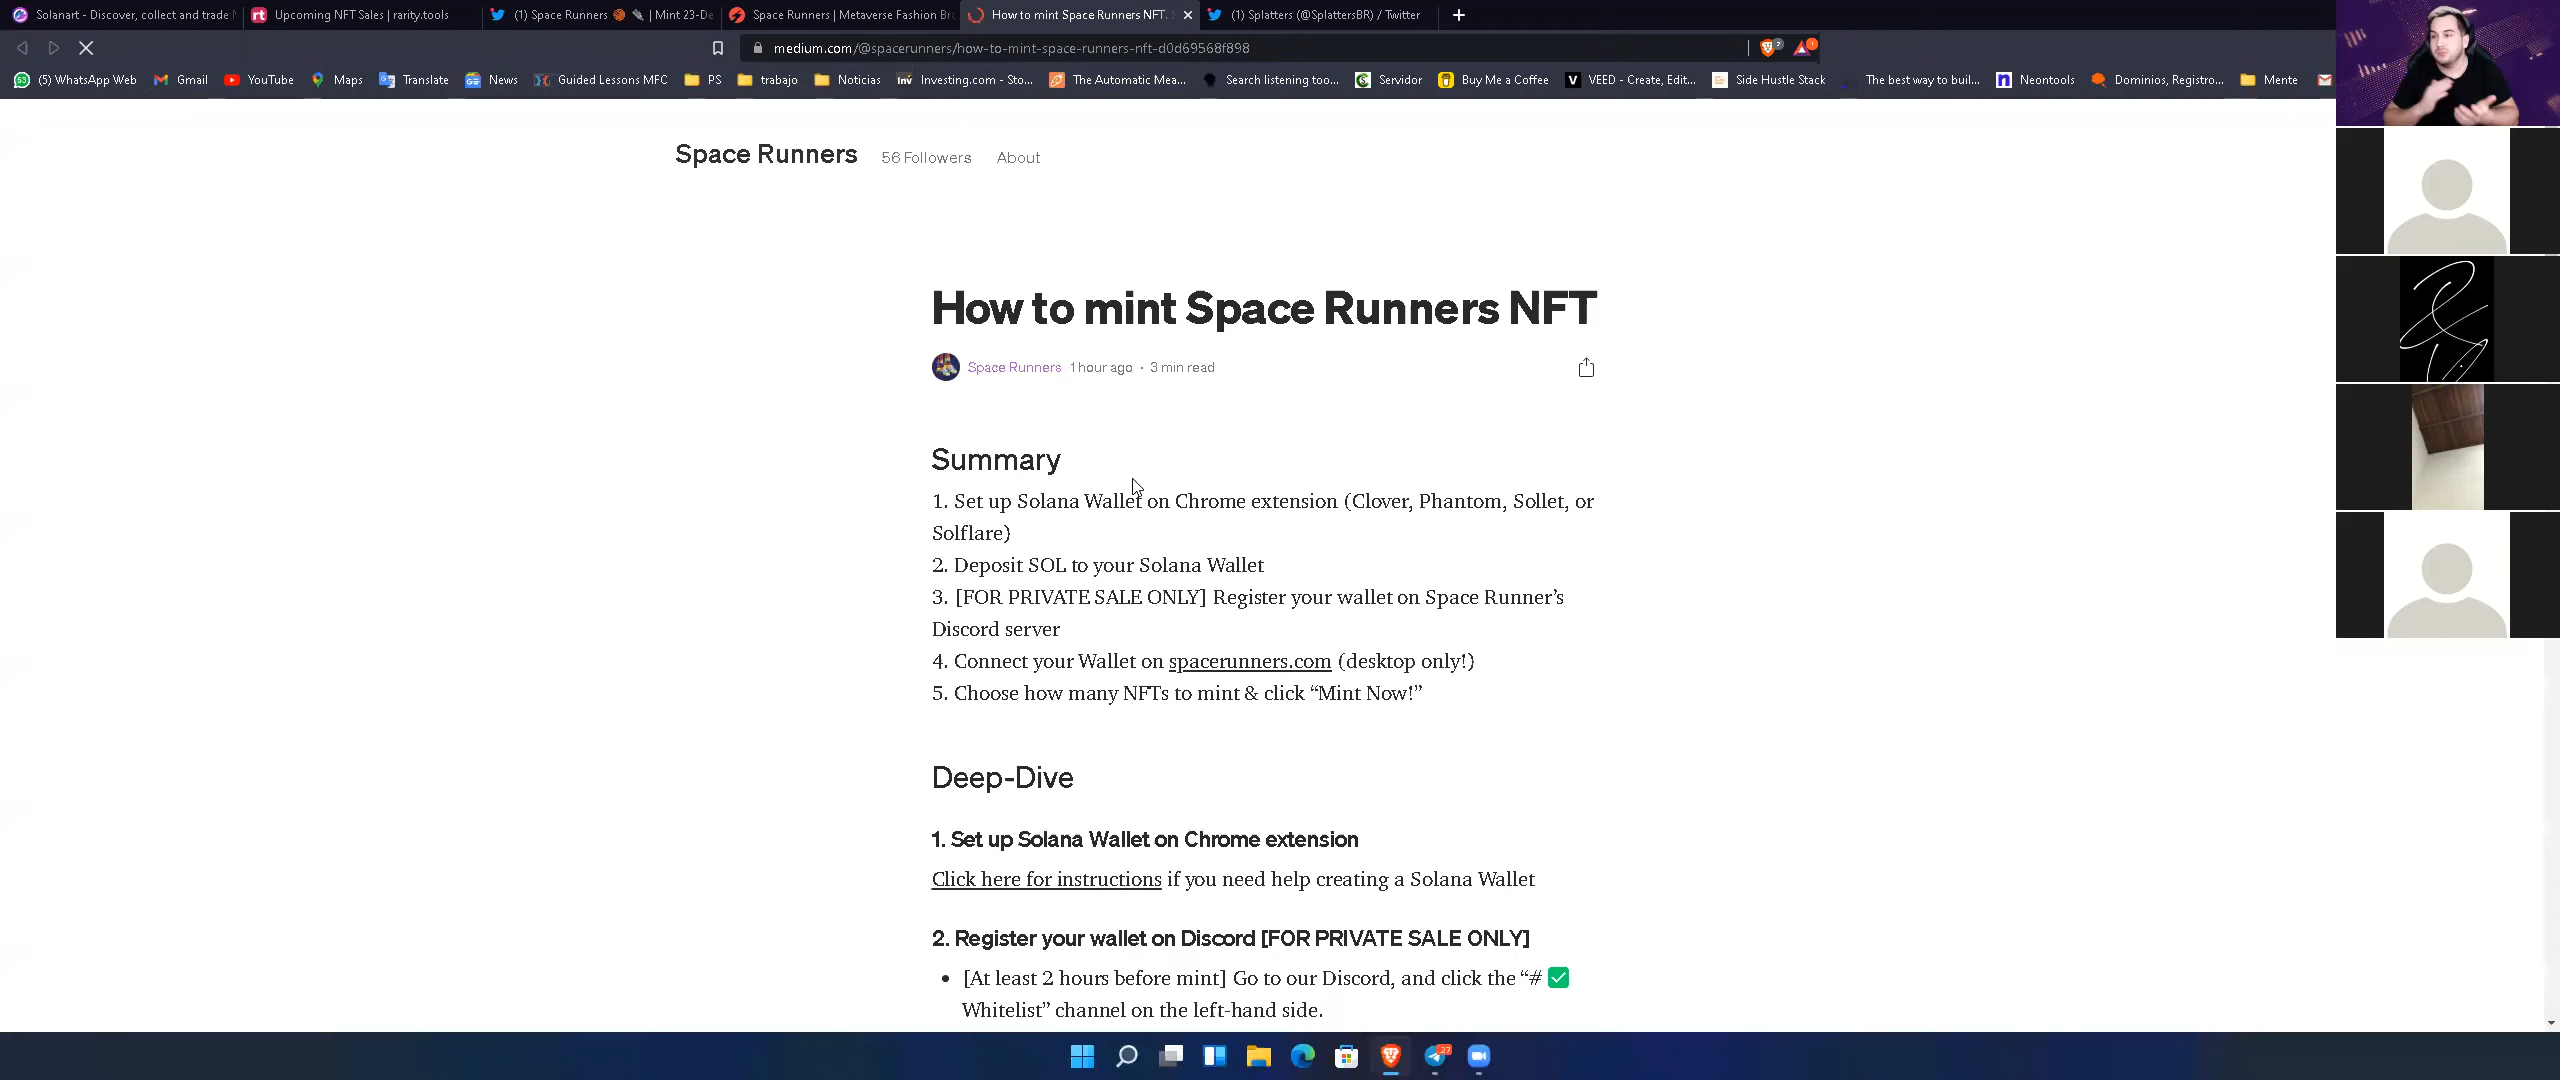 Solanart - Discover, collect and trade N
Upcoming NFT Sales | rarity.tools
(1) Space Runners 🏀 | Mint 23-De
Space Runners | Metaverse Fashion Br
How to mint Space Runners NFT.
(1) Splatters (@SplattersBR) / Twitter
medium.com/@spacerunners/how-to-mint-space-runners-nft-d0d69568f898
(5) WhatsApp Web
Gmail
YouTube
Maps
Translate
News
Guided Lessons MFC
PS
trabajo
Noticias
Investing.com - Sto...
The Automatic Mea...
Search listening too...
Servidor
Buy Me a Coffee
VEED - Create, Edit...
Side Hustle Stack
The best way to buil...
Neontools
Dominios, Registro...
Mente
Space Runners 56 Followers About
How to mint Space Runners NFT
Space Runners 1 hour ago · 3 min read
Summary
1. Set up Solana Wallet on Chrome extension (Clover, Phantom, Sollet, or
Solflare)
2. Deposit SOL to your Solana Wallet
3. [FOR PRIVATE SALE ONLY] Register your wallet on Space Runner’s
Discord server
4. Connect your Wallet on spacerunners.com (desktop only!)
5. Choose how many NFTs to mint & click “Mint Now!”
Deep-Dive
1. Set up Solana Wallet on Chrome extension
Click here for instructions if you need help creating a Solana Wallet
2. Register your wallet on Discord [FOR PRIVATE SALE ONLY]
• [At least 2 hours before mint] Go to our Discord, and click the “# ✅
Whitelist” channel on the left-hand side.
27